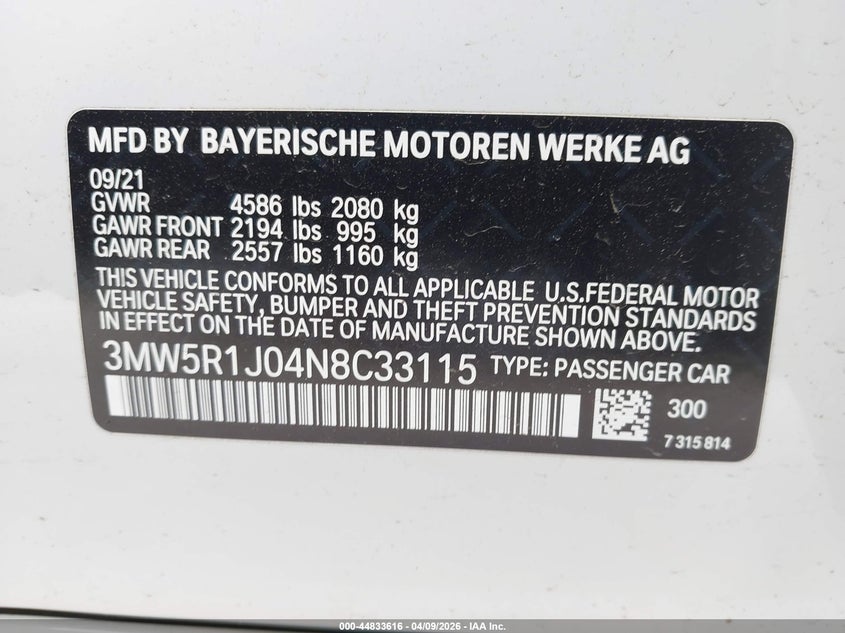 MFD BY BAYERISCHE MOTOREN WERKE AG
09/21
GVWR 4586 lbs 2080 kg
GAWR FRONT 2194 lbs 995 kg
GAWR REAR 2557 lbs 1160 kg
THIS VEHICLE CONFORMS TO ALL APPLICABLE U.S.FEDERAL MOTOR
VEHICLE SAFETY, BUMPER AND THEFT PREVENTION STANDARDS
IN EFFECT ON THE DATE OF MANUFACTURE SHOWN ABOVE.
3MW5R1J04N8C33115 TYPE: PASSENGER CAR
300
7 315 814
000-44833616 - 04/09/2026 - IAA Inc.